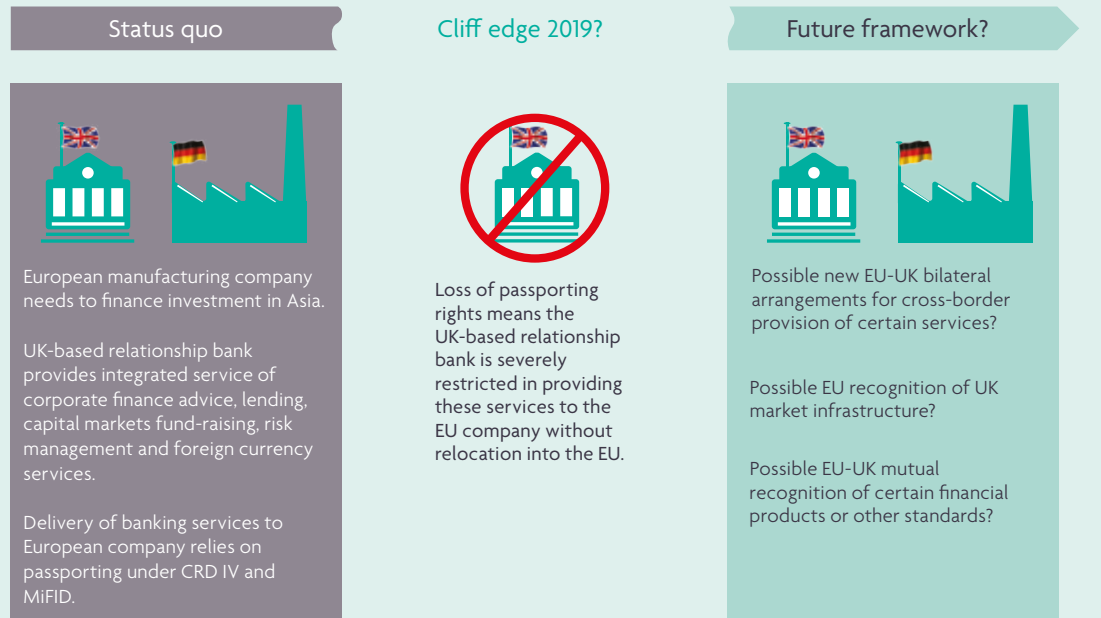 Status quo
European manufacturing company
needs to finance investment in Asia.
UK-based relationship bank
provides integrated service of
corporate finance advice, lending,
capital markets fund-raising, risk
management and foreign currency
services.
Delivery of banking services to
European company relies on
passporting under CRD IV and
MiFID.
Cliff edge 2019?
Loss of passporting
rights means the
UK-based relationship
bank is severely
restricted in providing
these services to the
EU company without
relocation into the EU.
Future framework?
Possible new EU-UK bilateral
arrangements for cross-border
provision of certain services?
Possible EU recognition of UK
market infrastructure?
Possible EU-UK mutual
recognition of certain financial
products or other standards?